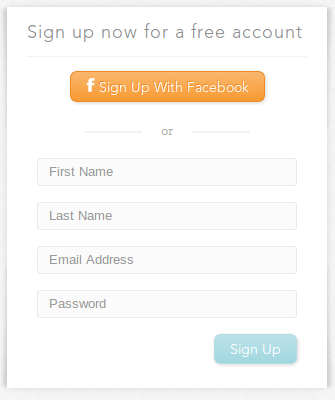 Sign up now for a free account
f Sign Up With Facebook
or
First Name
Last Name
Email Address
Password
Sign Up